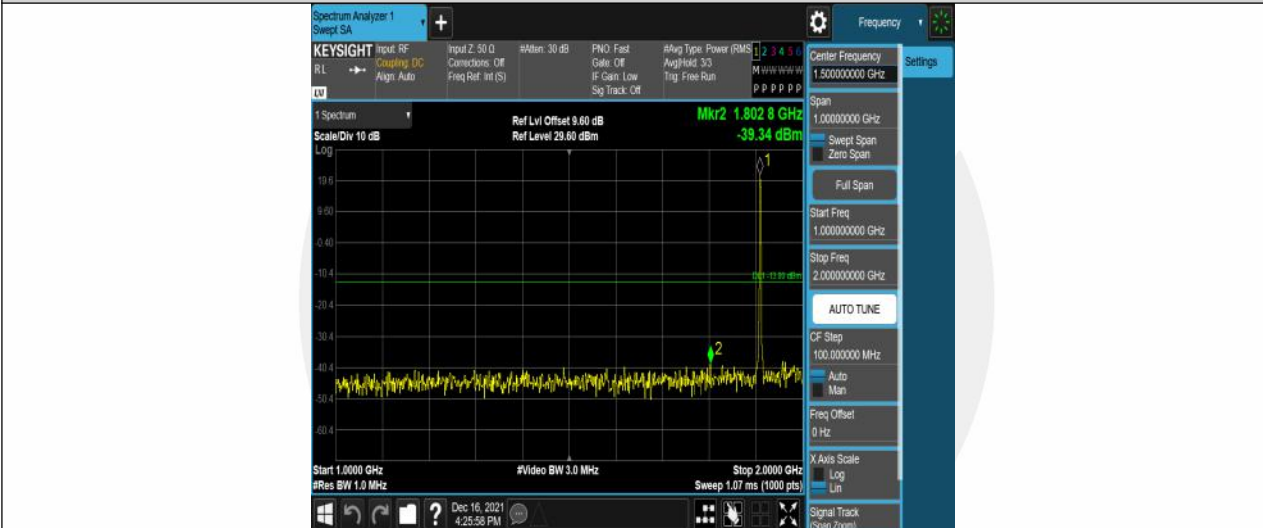 Spectrum Analyzer 1
Swept SA
+
Frequency
KEYSIGHT
RL
LV
Input: RF
Coupling: DC
Align: Auto
Input Z: 50 Ω
Corrections: Off
Freq Ref: Int (S)
#Atten: 30 dB
PNO: Fast
Gate: Off
IF Gain: Low
Sig Track: Off
#Avg Type: Power (RMS
Avg|Hold: 3/3
Trig: Free Run
1 2 3 4 5 6
M W W W W W
P P P P P P
1 Spectrum
Scale/Div 10 dB
Log
Ref Lvl Offset 9.60 dB
Ref Level 29.60 dBm
Mkr2 1.802 8 GHz
-39.34 dBm
1
19.6
9.60
-0.40
-10.4
DL1 -13.00 dBm
-20.4
-30.4
2
-40.4
-50.4
-60.4
Start 1.0000 GHz
#Res BW 1.0 MHz
#Video BW 3.0 MHz
Stop 2.0000 GHz
Sweep 1.07 ms (1000 pts)
?
Dec 16, 2021
4:25:58 PM
Center Frequency
1.500000000 GHz
Settings
Span
1.00000000 GHz
Swept Span
Zero Span
Full Span
Start Freq
1.000000000 GHz
Stop Freq
2.000000000 GHz
AUTO TUNE
CF Step
100.000000 MHz
Auto
Man
Freq Offset
0 Hz
X Axis Scale
Log
Lin
Signal Track
(Span Zoom)